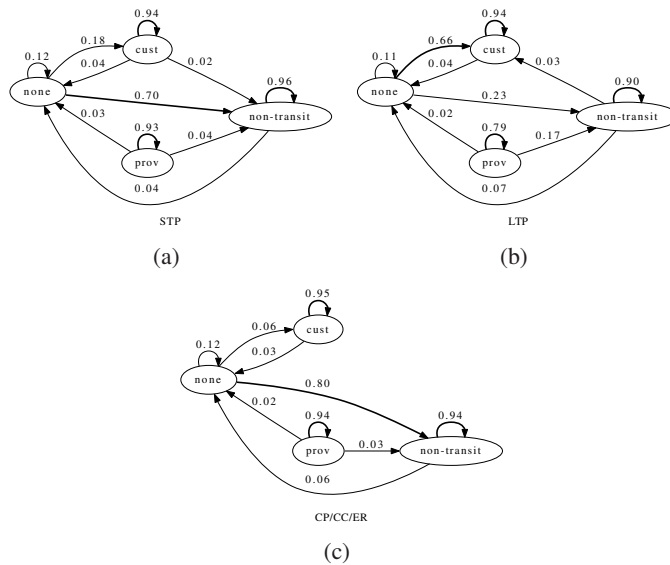 0.94
0.18
0.12
cust
0.04
0.02
0.96
none
0.70
non-transit
0.03
0.93
0.04
prov
0.04
STP
(a)
0.94
0.66
0.11
cust
0.04
0.03
0.90
none
0.23
non-transit
0.02
0.79
0.17
prov
0.07
LTP
(b)
0.95
0.06
0.12
cust
0.03
none
0.80
0.02
0.94
0.94
prov
0.03
non-transit
0.06
CP/CC/ER
(c)